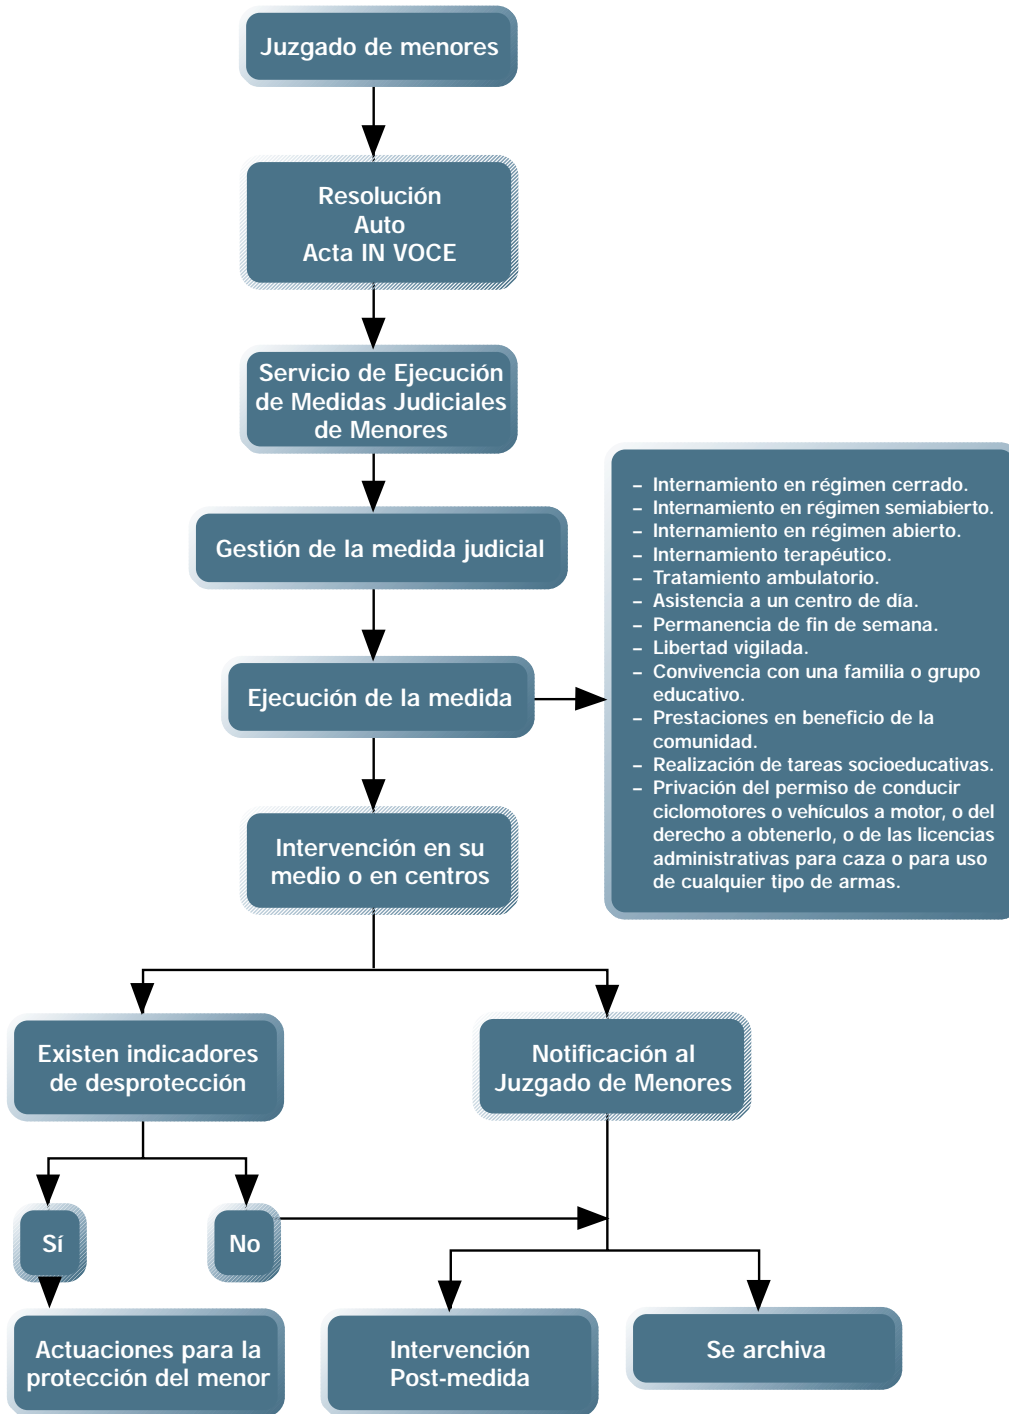 Juzgado de menores
Resolución
Auto
Acta IN VOCE
Servicio de Ejecución
de Medidas Judiciales
de Menores
Gestión de la medida judicial
Ejecución de la medida
– Internamiento en régimen cerrado.
– Internamiento en régimen semiabierto.
– Internamiento en régimen abierto.
– Internamiento terapéutico.
– Tratamiento ambulatorio.
– Asistencia a un centro de día.
– Permanencia de fin de semana.
– Libertad vigilada.
– Convivencia con una familia o grupo
educativo.
– Prestaciones en beneficio de la
comunidad.
– Realización de tareas socioeducativas.
– Privación del permiso de conducir
ciclomotores o vehículos a motor, o del
derecho a obtenerlo, o de las licencias
administrativas para caza o para uso
de cualquier tipo de armas.
Intervención en su
medio o en centros
Existen indicadores
de desprotección
Notificación al
Juzgado de Menores
Sí
No
Actuaciones para la
protección del menor
Intervención
Post-medida
Se archiva